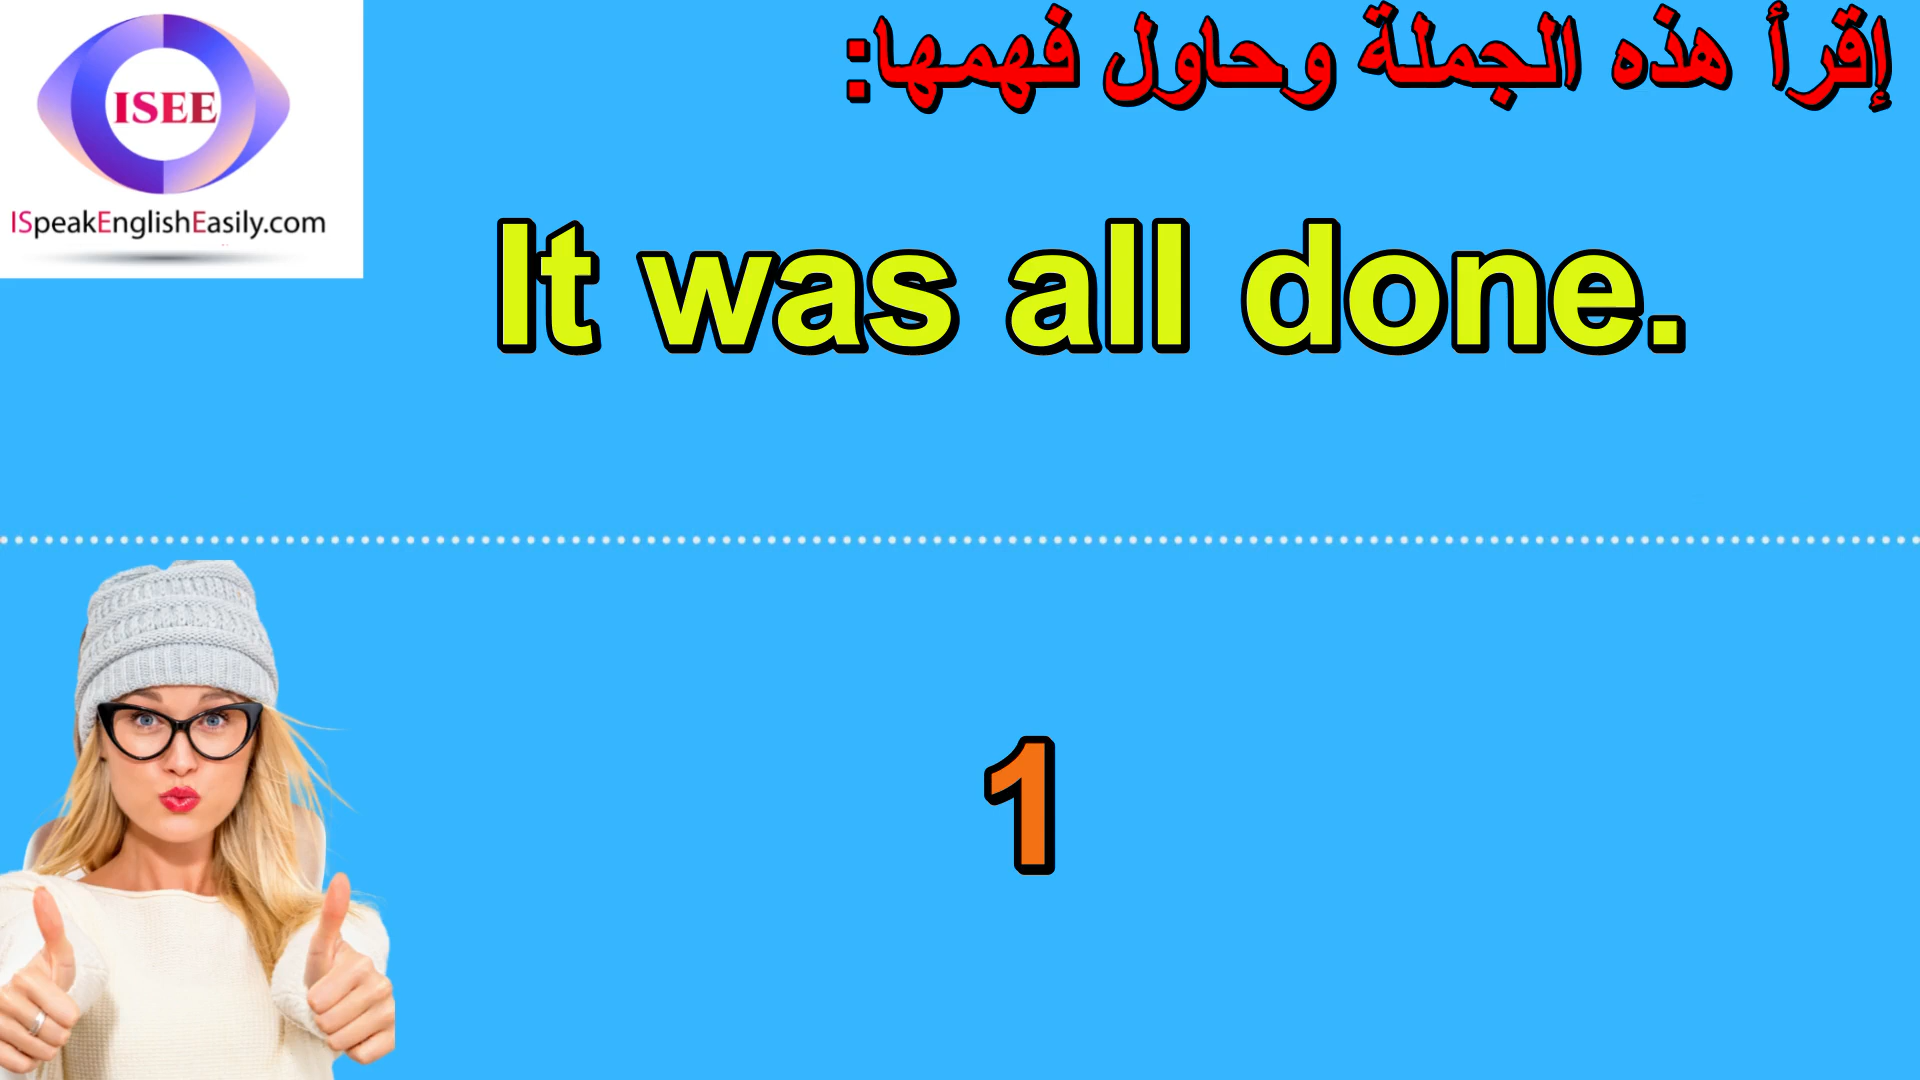 ISEE
ISpeakEnglishEasily.com
إقرأ هذه الجملة وحاول فهمها:
It was all done.
1